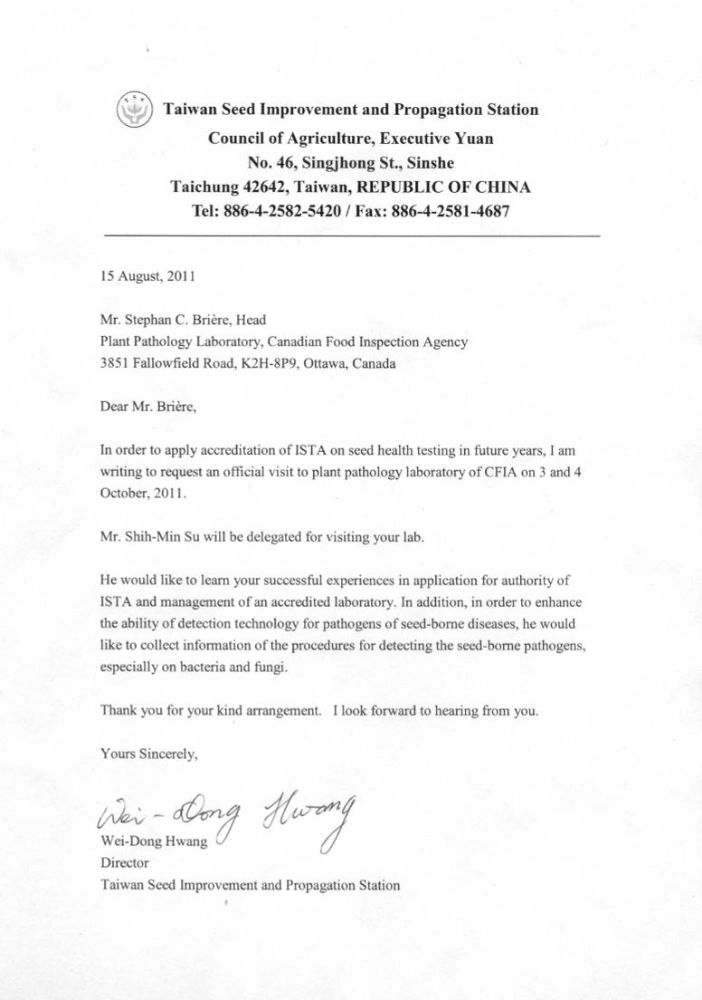 T S S
Taiwan Seed Improvement and Propagation Station
Council of Agriculture, Executive Yuan
No. 46, Singjhong St., Sinshe
Taichung 42642, Taiwan, REPUBLIC OF CHINA
Tel: 886-4-2582-5420 / Fax: 886-4-2581-4687
15 August, 2011
Mr. Stephan C. Brière, Head
Plant Pathology Laboratory, Canadian Food Inspection Agency
3851 Fallowfield Road, K2H-8P9, Ottawa, Canada
Dear Mr. Brière,
In order to apply accreditation of ISTA on seed health testing in future years, I am
writing to request an official visit to plant pathology laboratory of CFIA on 3 and 4
October, 2011.
Mr. Shih-Min Su will be delegated for visiting your lab.
He would like to learn your successful experiences in application for authority of
ISTA and management of an accredited laboratory. In addition, in order to enhance
the ability of detection technology for pathogens of seed-borne diseases, he would
like to collect information of the procedures for detecting the seed-borne pathogens,
especially on bacteria and fungi.
Thank you for your kind arrangement. I look forward to hearing from you.
Yours Sincerely,
Wei-Dong Hwang
Wei-Dong Hwang
Director
Taiwan Seed Improvement and Propagation Station